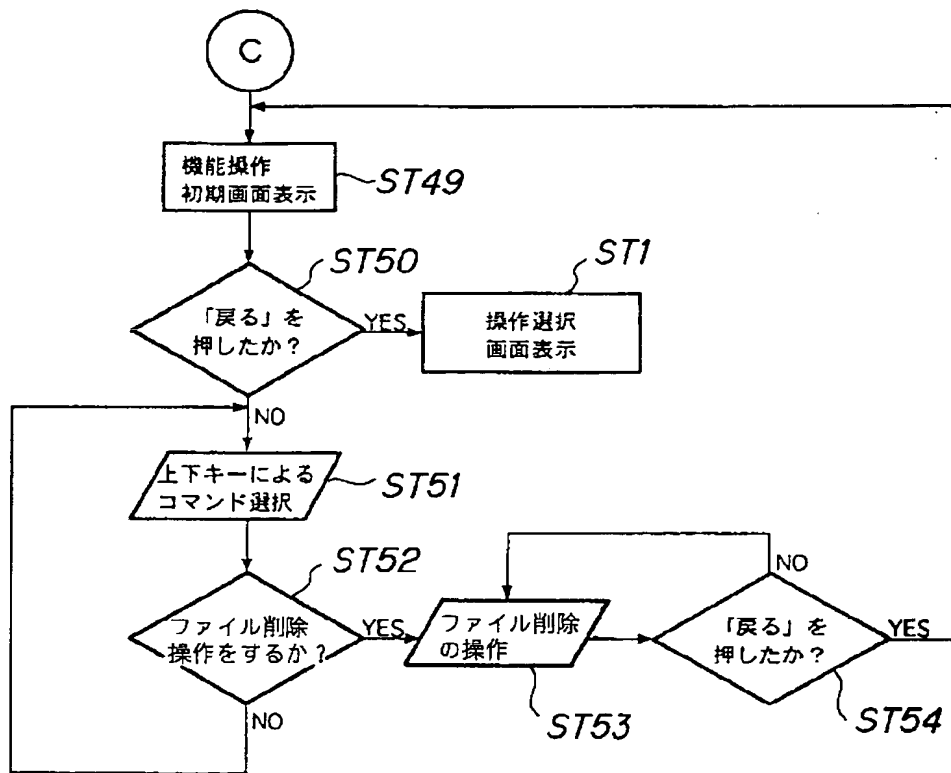 C
機能操作
初期画面表示
ST49
ST50
「戻る」を
押したか？
YES
ST1
操作選択
画面表示
NO
上下キーによる
コマンド選択
ST51
ST52
ファイル削除
操作をするか？
YES
NO
ファイル削除
の操作
ST53
NO
「戻る」を
押したか？
YES
ST54